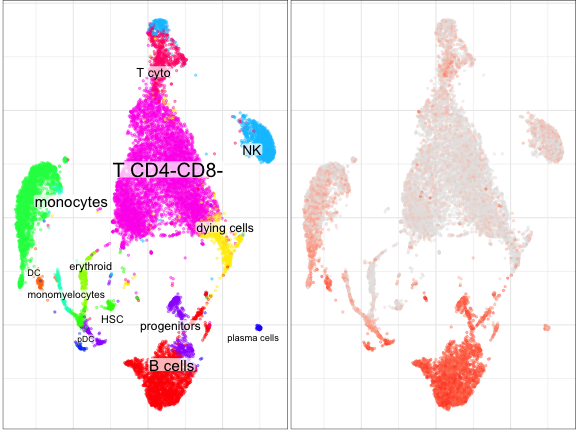 T cyto
NK
T CD4-CD8-
monocytes
dying cells
erythroid
DC
monomyelocytes
HSC
progenitors
pDC
plasma cells
B cells